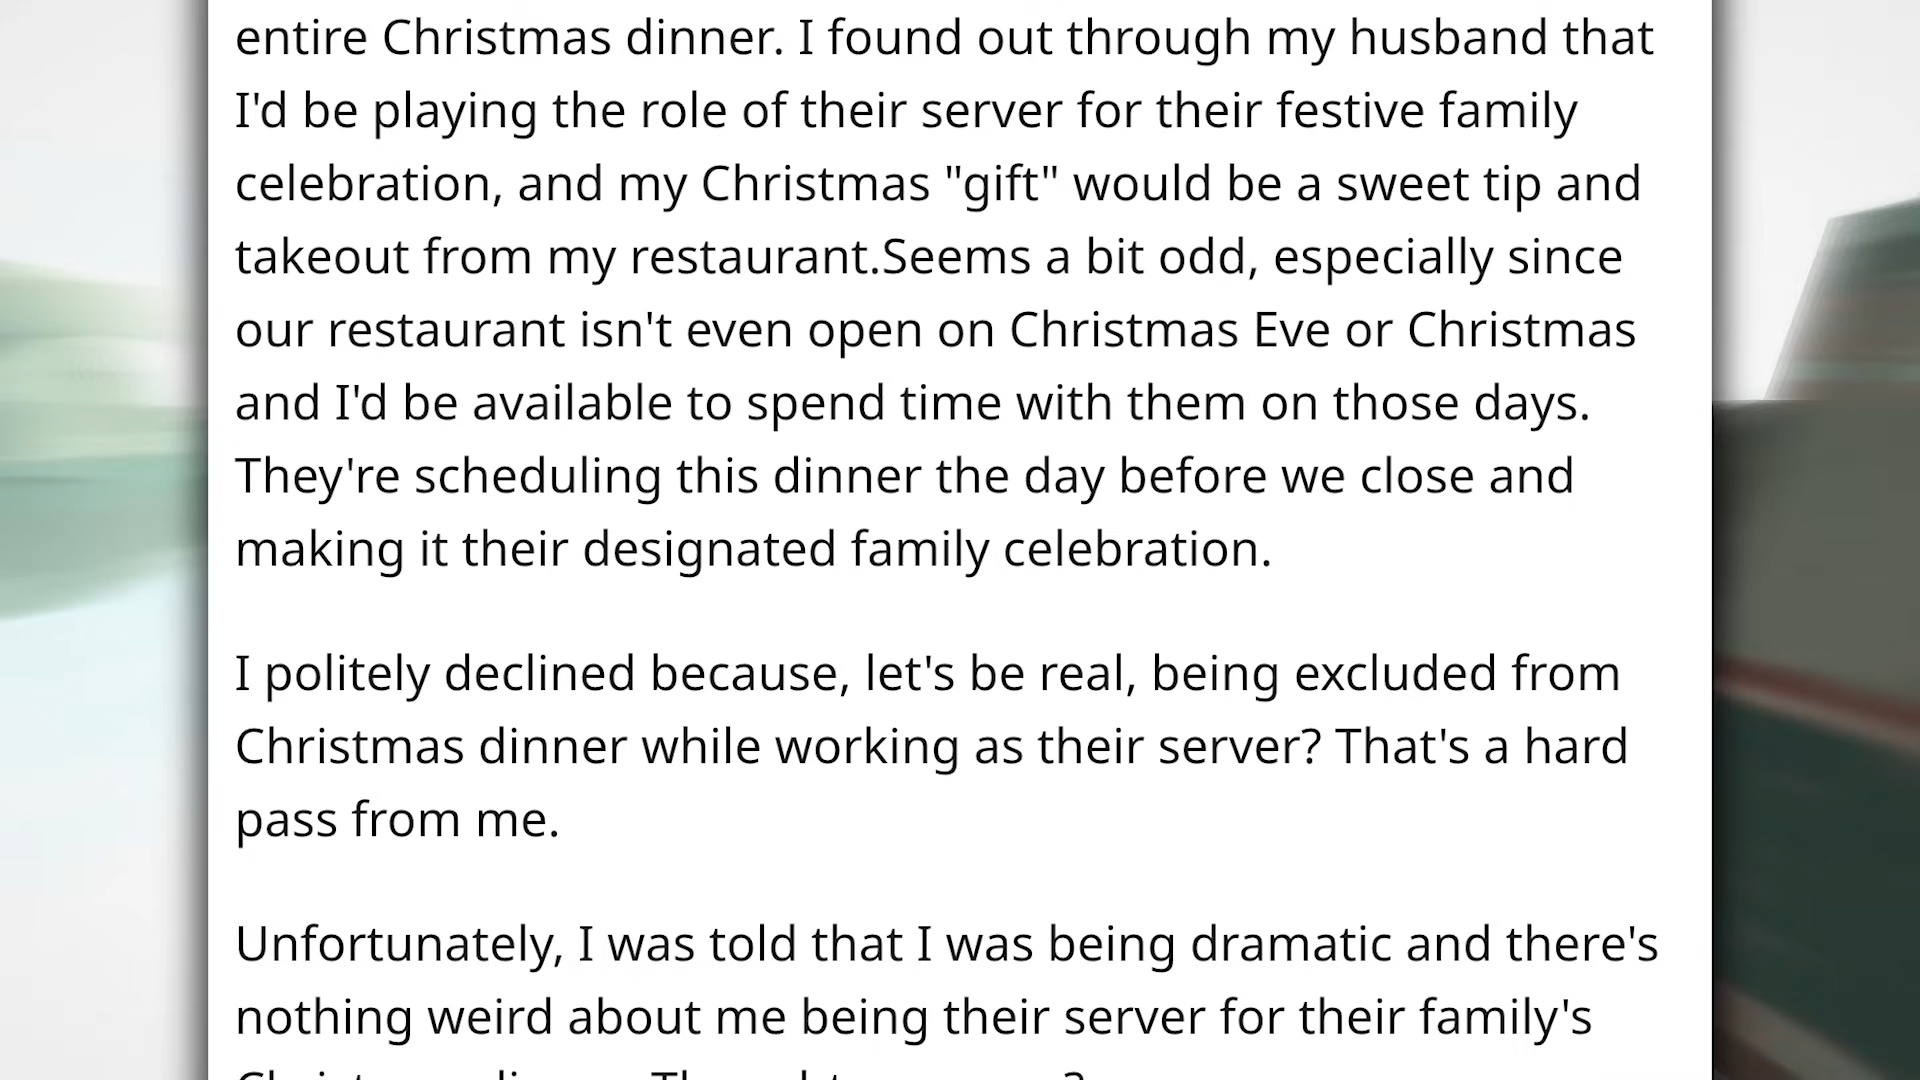 entire Christmas dinner. I found out through my husband that
I'd be playing the role of their server for their festive family
celebration, and my Christmas "gift" would be a sweet tip and
takeout from my restaurant.Seems a bit odd, especially since
our restaurant isn't even open on Christmas Eve or Christmas
and I'd be available to spend time with them on those days.
They're scheduling this dinner the day before we close and
making it their designated family celebration.
I politely declined because, let's be real, being excluded from
Christmas dinner while working as their server? That's a hard
pass from me.
Unfortunately, I was told that I was being dramatic and there's
nothing weird about me being their server for their family's